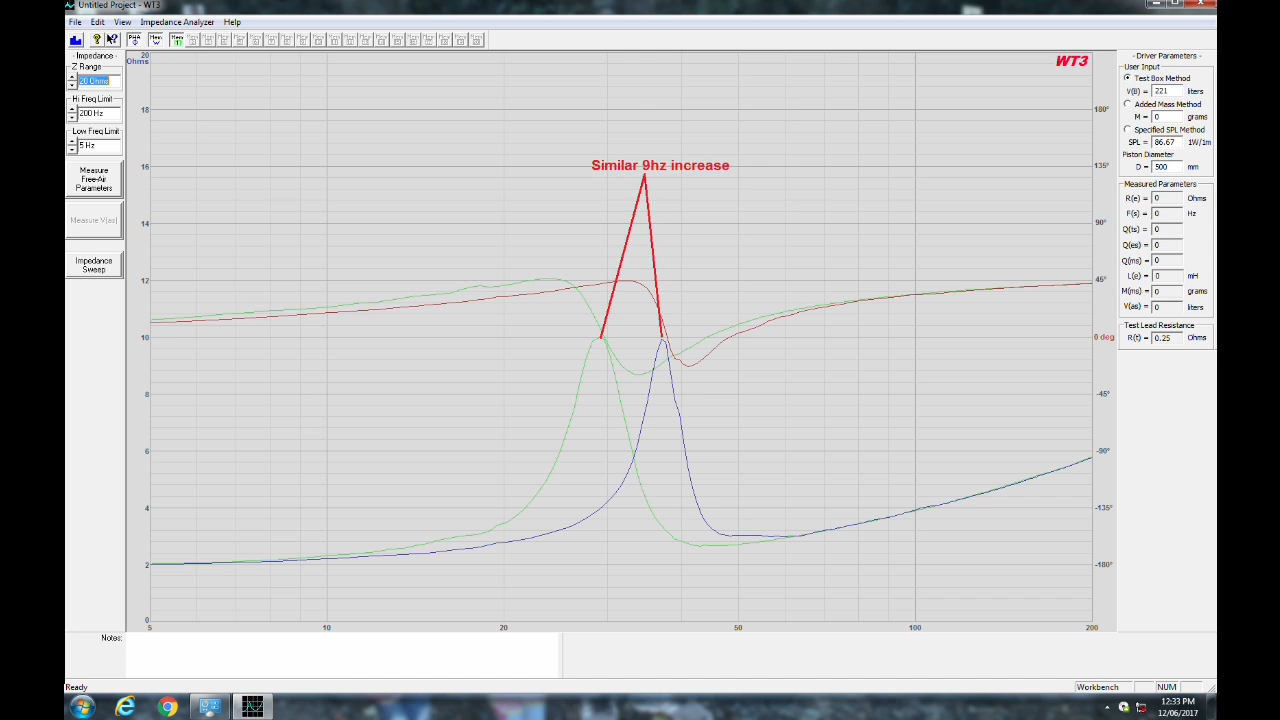 Untitled Project - WT3
File Edit View Impedance Analyzer Help
PHA
Mem
Mem 1
- Impedance -
Z Range
20 Ohms
Hi Freq Limit
200 Hz
Low Freq Limit
5 Hz
Measure
Free-Air
Parameters
Measure V(as)
Impedance
Sweep
20
Ohms
18
16
14
12
10
8
6
4
2
0
5 10 20 50 100 200
WT3
Similar 9hz increase
180°
135°
90°
45°
0 deg
-45°
-90°
-135°
-180°
- Driver Parameters -
User Input
Test Box Method
V(B) = 221 liters
Added Mass Method
M = 0 grams
Specified SPL Method
SPL = 86.67 1W/1m
Piston Diameter
D = 500 mm
Measured Parameters
R(e) = 0 Ohms
F(s) = 0 Hz
Q(ts) = 0
Q(es) = 0
Q(ms) = 0
L(e) = 0 mH
M(ms) = 0 grams
V(as) = 0 liters
Test Lead Resistance
R(t) = 0.25 Ohms
Notes:
Ready
Workbench NUM
12:33 PM
12/06/2017